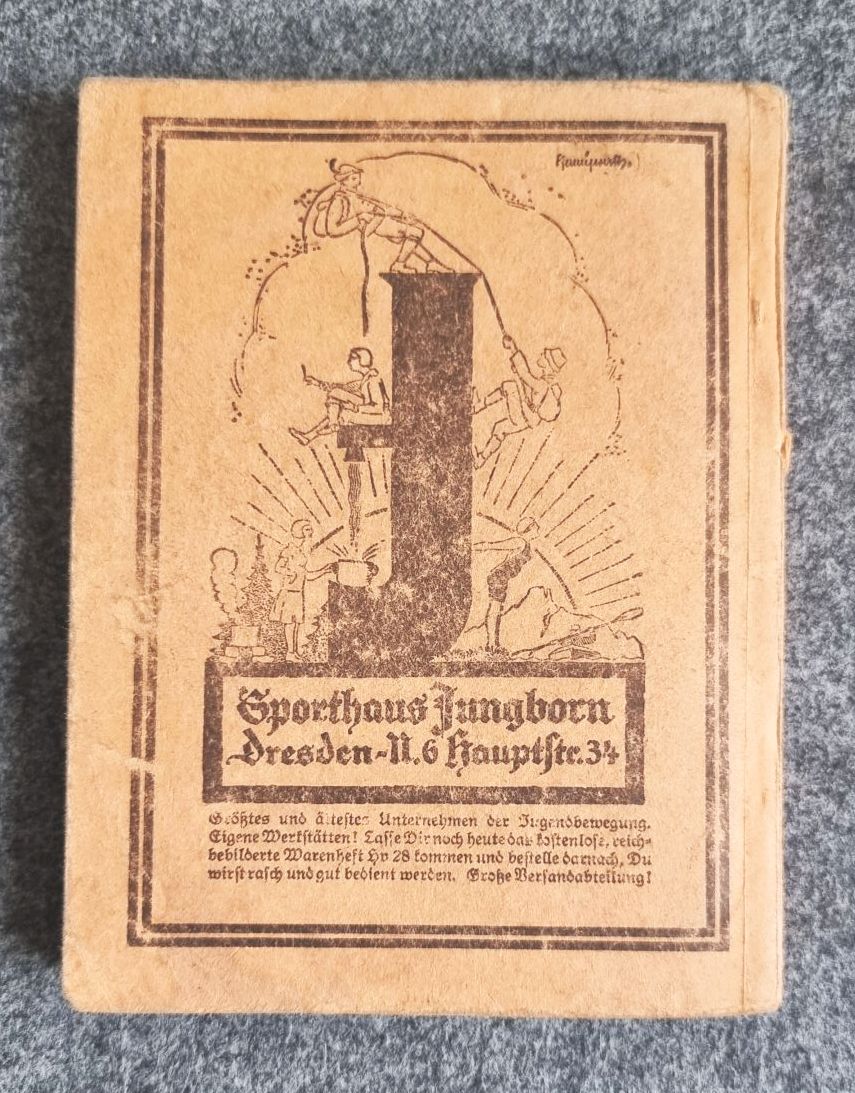 Sporthaus Jungborn
Dresden-N.6 Hauptstr. 34
Größtes und ältestes Unternehmen der Jugendbewegung.
Eigene Werkstätten! Lasse Dir noch heute das kostenlose, reich-
bebilderte Warenheft Hv 28 kommen und bestelle darnach, Du
wirst rasch und gut bedient werden. Große Versandabteilung!